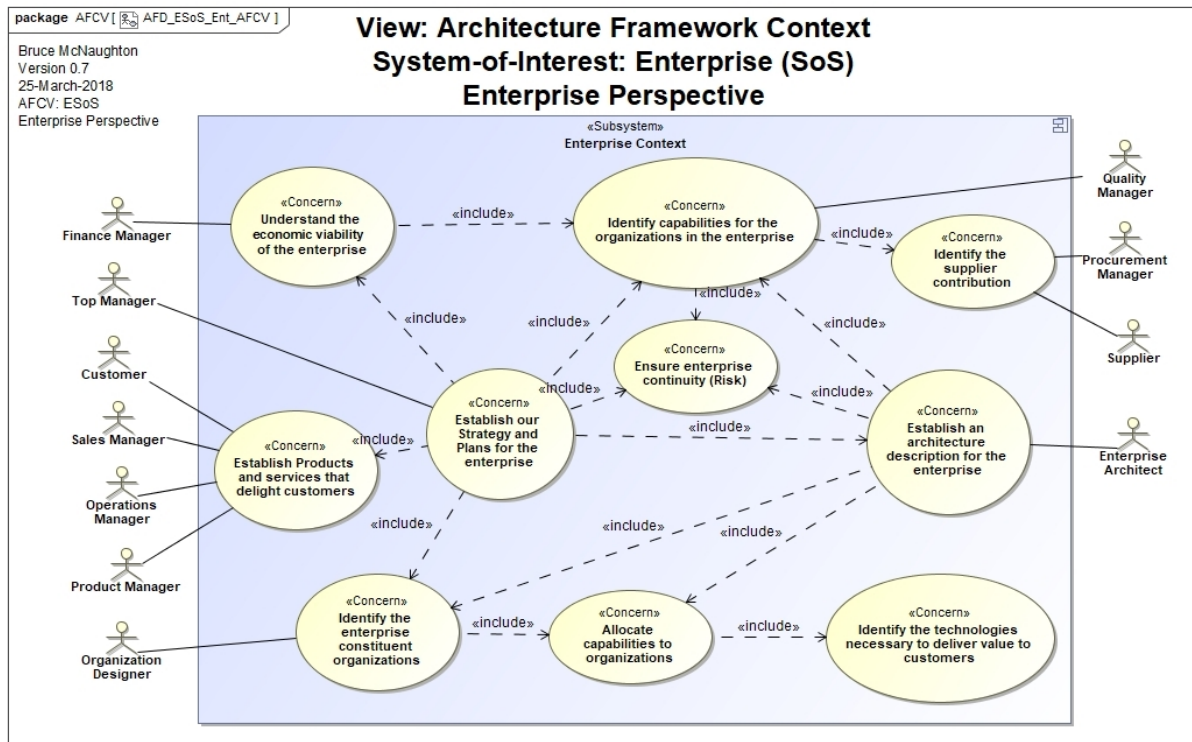 package AFCV [ AFD_ESoS_Ent_AFCV ]
View: Architecture Framework Context
System-of-Interest: Enterprise (SoS)
Enterprise Perspective
Bruce McNaughton
Version 0.7
25-March-2018
AFCV: ESoS
Enterprise Perspective
«Subsystem»
Enterprise Context
Finance Manager
Top Manager
Customer
Sales Manager
Operations
Manager
Product Manager
Organization
Designer
«Concern»
Understand the
economic viability
of the enterprise
«include»
«Concern»
Identify capabilities for the
organizations in the enterprise
«include»
«Concern»
Identify the
supplier
contribution
Quality
Manager
Procurement
Manager
Supplier
«include»
«include»
«include»
«include»
«Concern»
Ensure enterprise
continuity (Risk)
«include»
«include»
«Concern»
Establish our
Strategy and
Plans for the
enterprise
«include»
«Concern»
Establish an
architecture
description for the
enterprise
Enterprise
Architect
«include»
«Concern»
Establish Products
and services that
delight customers
«include»
«include»
«include»
«Concern»
Identify the
enterprise
constituent
organizations
«include»
«Concern»
Allocate
capabilities to
organizations
«include»
«Concern»
Identify the technologies
necessary to deliver value to
customers